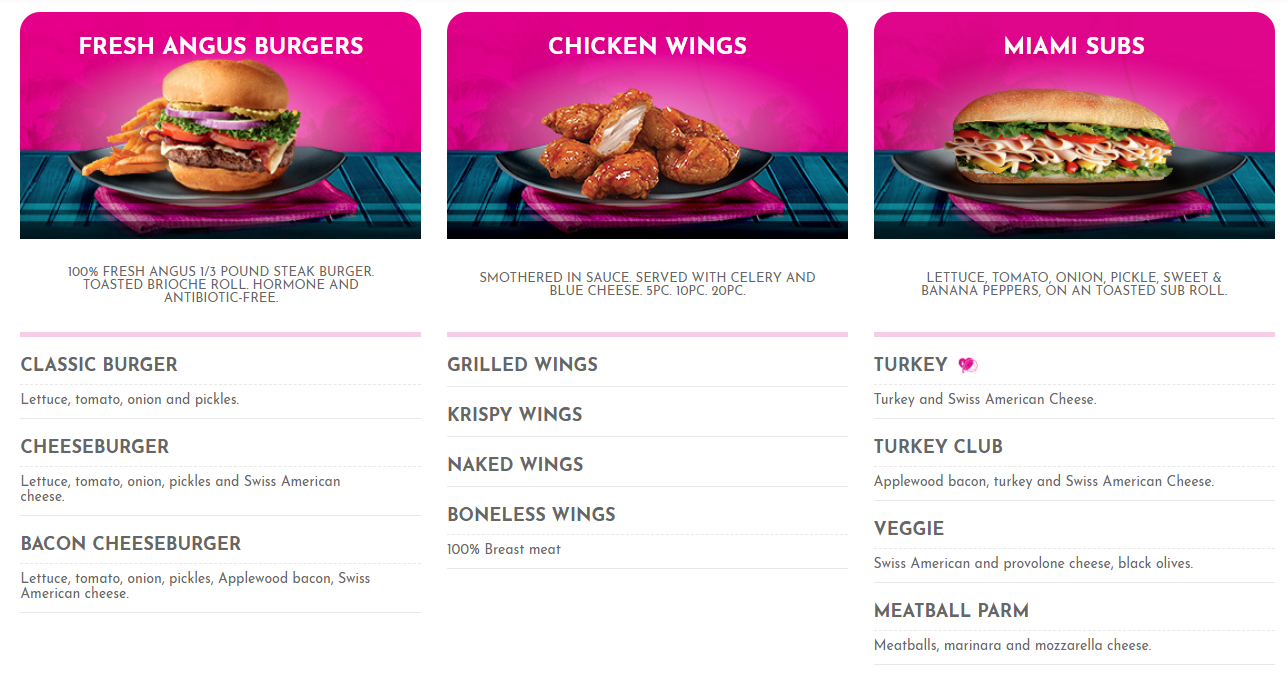 FRESH ANGUS BURGERS
100% FRESH ANGUS 1/3 POUND STEAK BURGER.
TOASTED BRIOCHE ROLL. HORMONE AND
ANTIBIOTIC-FREE.
CLASSIC BURGER
Lettuce, tomato, onion and pickles.
CHEESEBURGER
Lettuce, tomato, onion, pickles and Swiss American
cheese.
BACON CHEESEBURGER
Lettuce, tomato, onion, pickles, Applewood bacon, Swiss
American cheese.
CHICKEN WINGS
SMOTHERED IN SAUCE. SERVED WITH CELERY AND
BLUE CHEESE. 5PC. 10PC. 20PC.
GRILLED WINGS
KRISPY WINGS
NAKED WINGS
BONELESS WINGS
100% Breast meat
MIAMI SUBS
LETTUCE, TOMATO, ONION, PICKLE, SWEET &
BANANA PEPPERS, ON AN TOASTED SUB ROLL.
TURKEY
Turkey and Swiss American Cheese.
TURKEY CLUB
Applewood bacon, turkey and Swiss American Cheese.
VEGGIE
Swiss American and provolone cheese, black olives.
MEATBALL PARM
Meatballs, marinara and mozzarella cheese.